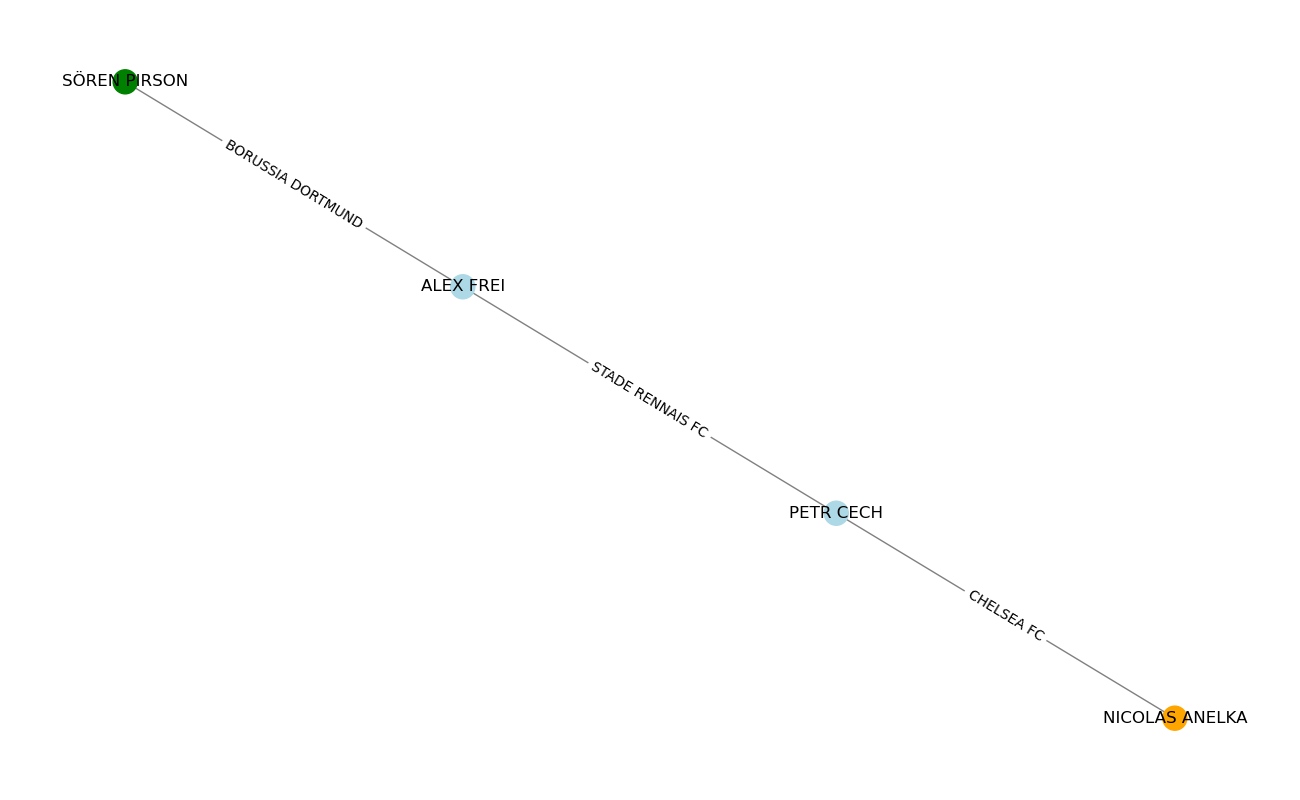 SÖREN PIRSON
BORUSSIA DORTMUND
ALEX FREI
STADE RENNAIS FC
PETR CECH
CHELSEA FC
NICOLAS ANELKA